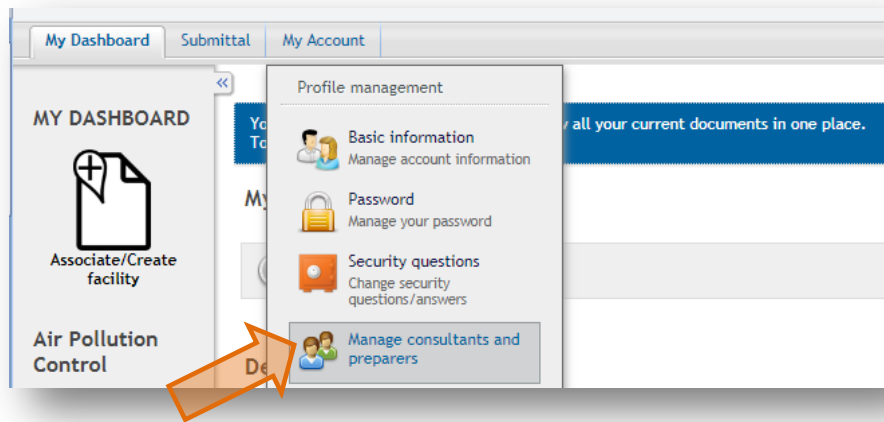 My Dashboard Submittal My Account
Profile management
MY DASHBOARD
all your current documents in one place.
Basic information
Manage account information
Password
Manage your password
Associate/Create
facility
Security questions
Change security
questions/answers
Air Pollution
Control
Manage consultants and
preparers